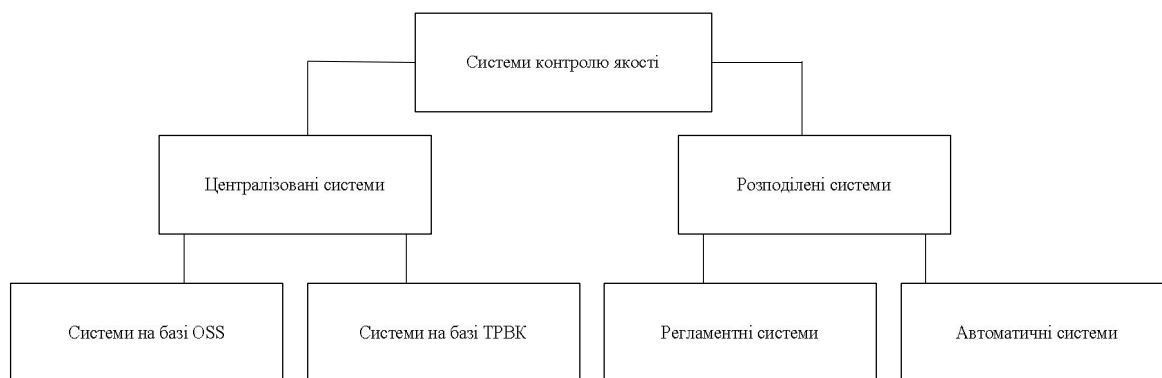 Системи контролю якості
Централізовані системи
Розподілені системи
Системи на базі OSS
Системи на базі ТРВК
Регламентні системи
Автоматичні системи